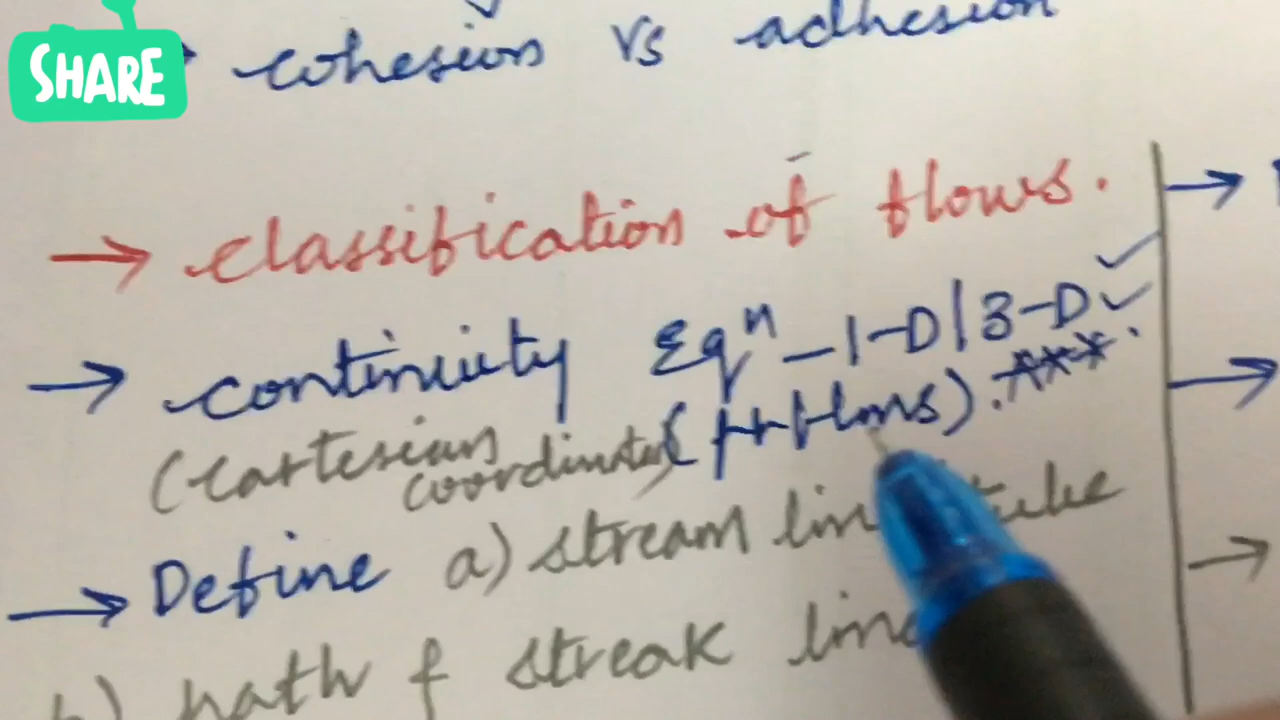 SHARE
cohesion vs adhesion
→ classification of flows.
→ continuity Eqⁿ - 1-D/3-D ✓✓
(cartesian coordinates) ***
→ Define a) stream line tube
b) path & streak line